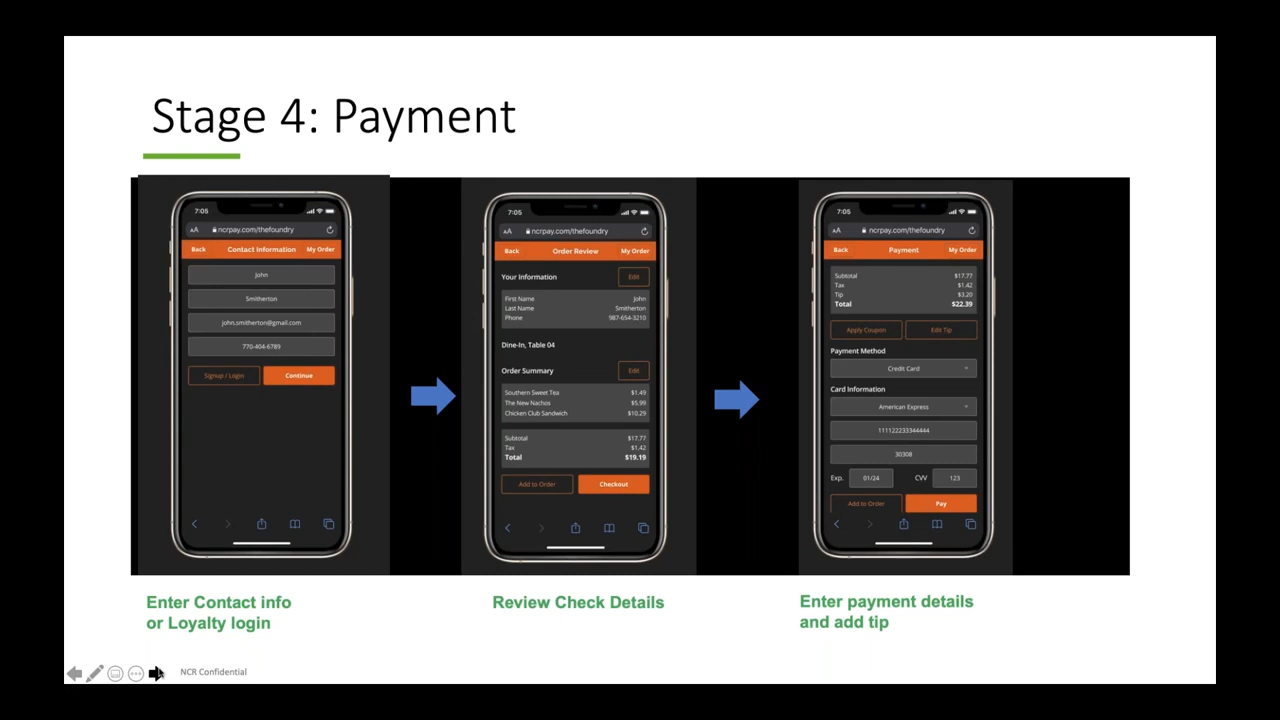 Stage 4: Payment
7:05
AA ncrpay.com/thefoundry
Back Contact Information My Order
John
Smitherton
john.smitherton@gmail.com
770-404-6789
Signup / Login Continue
Enter Contact info
or Loyalty login
7:05
AA ncrpay.com/thefoundry
Back Order Review My Order
Your Information Edit
First Name John
Last Name Smitherton
Phone 987-654-3210
Dine-In, Table 04
Order Summary Edit
Southern Sweet Tea $1.49
The New Nachos $5.99
Chicken Club Sandwich $10.29
Subtotal $17.77
Tax $1.42
Total $19.19
Add to Order Checkout
Review Check Details
7:05
AA ncrpay.com/thefoundry
Back Payment My Order
Subtotal $17.77
Tax $1.42
Tip $3.20
Total $22.39
Apply Coupon Edit Tip
Payment Method
Credit Card
Card Information
American Express
111122233344444
30308
Exp. 01/24 CVV 123
Add to Order Pay
Enter payment details
and add tip
NCR Confidential